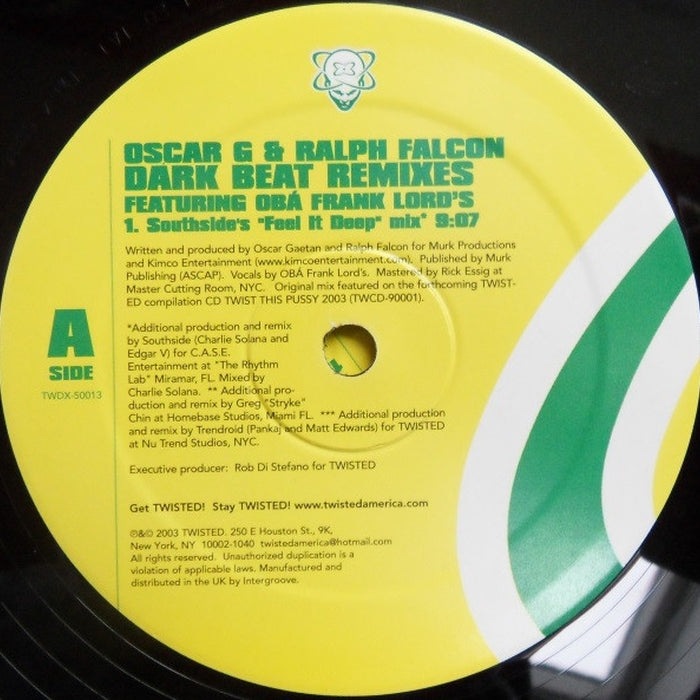 OSCAR G & RALPH FALCON
DARK BEAT REMIXES
FEATURING OBÁ FRANK LORD'S
1. Southside's "Feel It Deep" mix* 9:07
Written and produced by Oscar Gaetan and Ralph Falcon for Murk Productions
and Kimco Entertainment (www.kimcoentertainment.com). Published by Murk
Publishing (ASCAP). Vocals by OBÁ Frank Lord's. Mastered by Rick Essig at
Master Cutting Room, NYC. Original mix featured on the forthcoming TWIST-
ED compilation CD TWIST THIS PUSSY 2003 (TWCD-90001).
A
SIDE
TWDX-50013
*Additional production and remix
by Southside (Charlie Solana and
Edgar V) for C.A.S.E.
Entertainment at "The Rhythm
Lab" Miramar, FL. Mixed by
Charlie Solana. ** Additional pro-
duction and remix by Greg "Stryke"
Chin at Homebase Studios, Miami FL. *** Additional production
and remix by Trendroid (Pankaj and Matt Edwards) for TWISTED
at Nu Trend Studios, NYC.
Executive producer: Rob Di Stefano for TWISTED
Get TWISTED! Stay TWISTED! www.twistedamerica.com
℗&© 2003 TWISTED. 250 E Houston St., 9K,
New York, NY 10002-1040 twistedamerica@hotmail.com
All rights reserved. Unauthorized duplication is a
violation of applicable laws. Manufactured and
distributed in the UK by Intergroove.